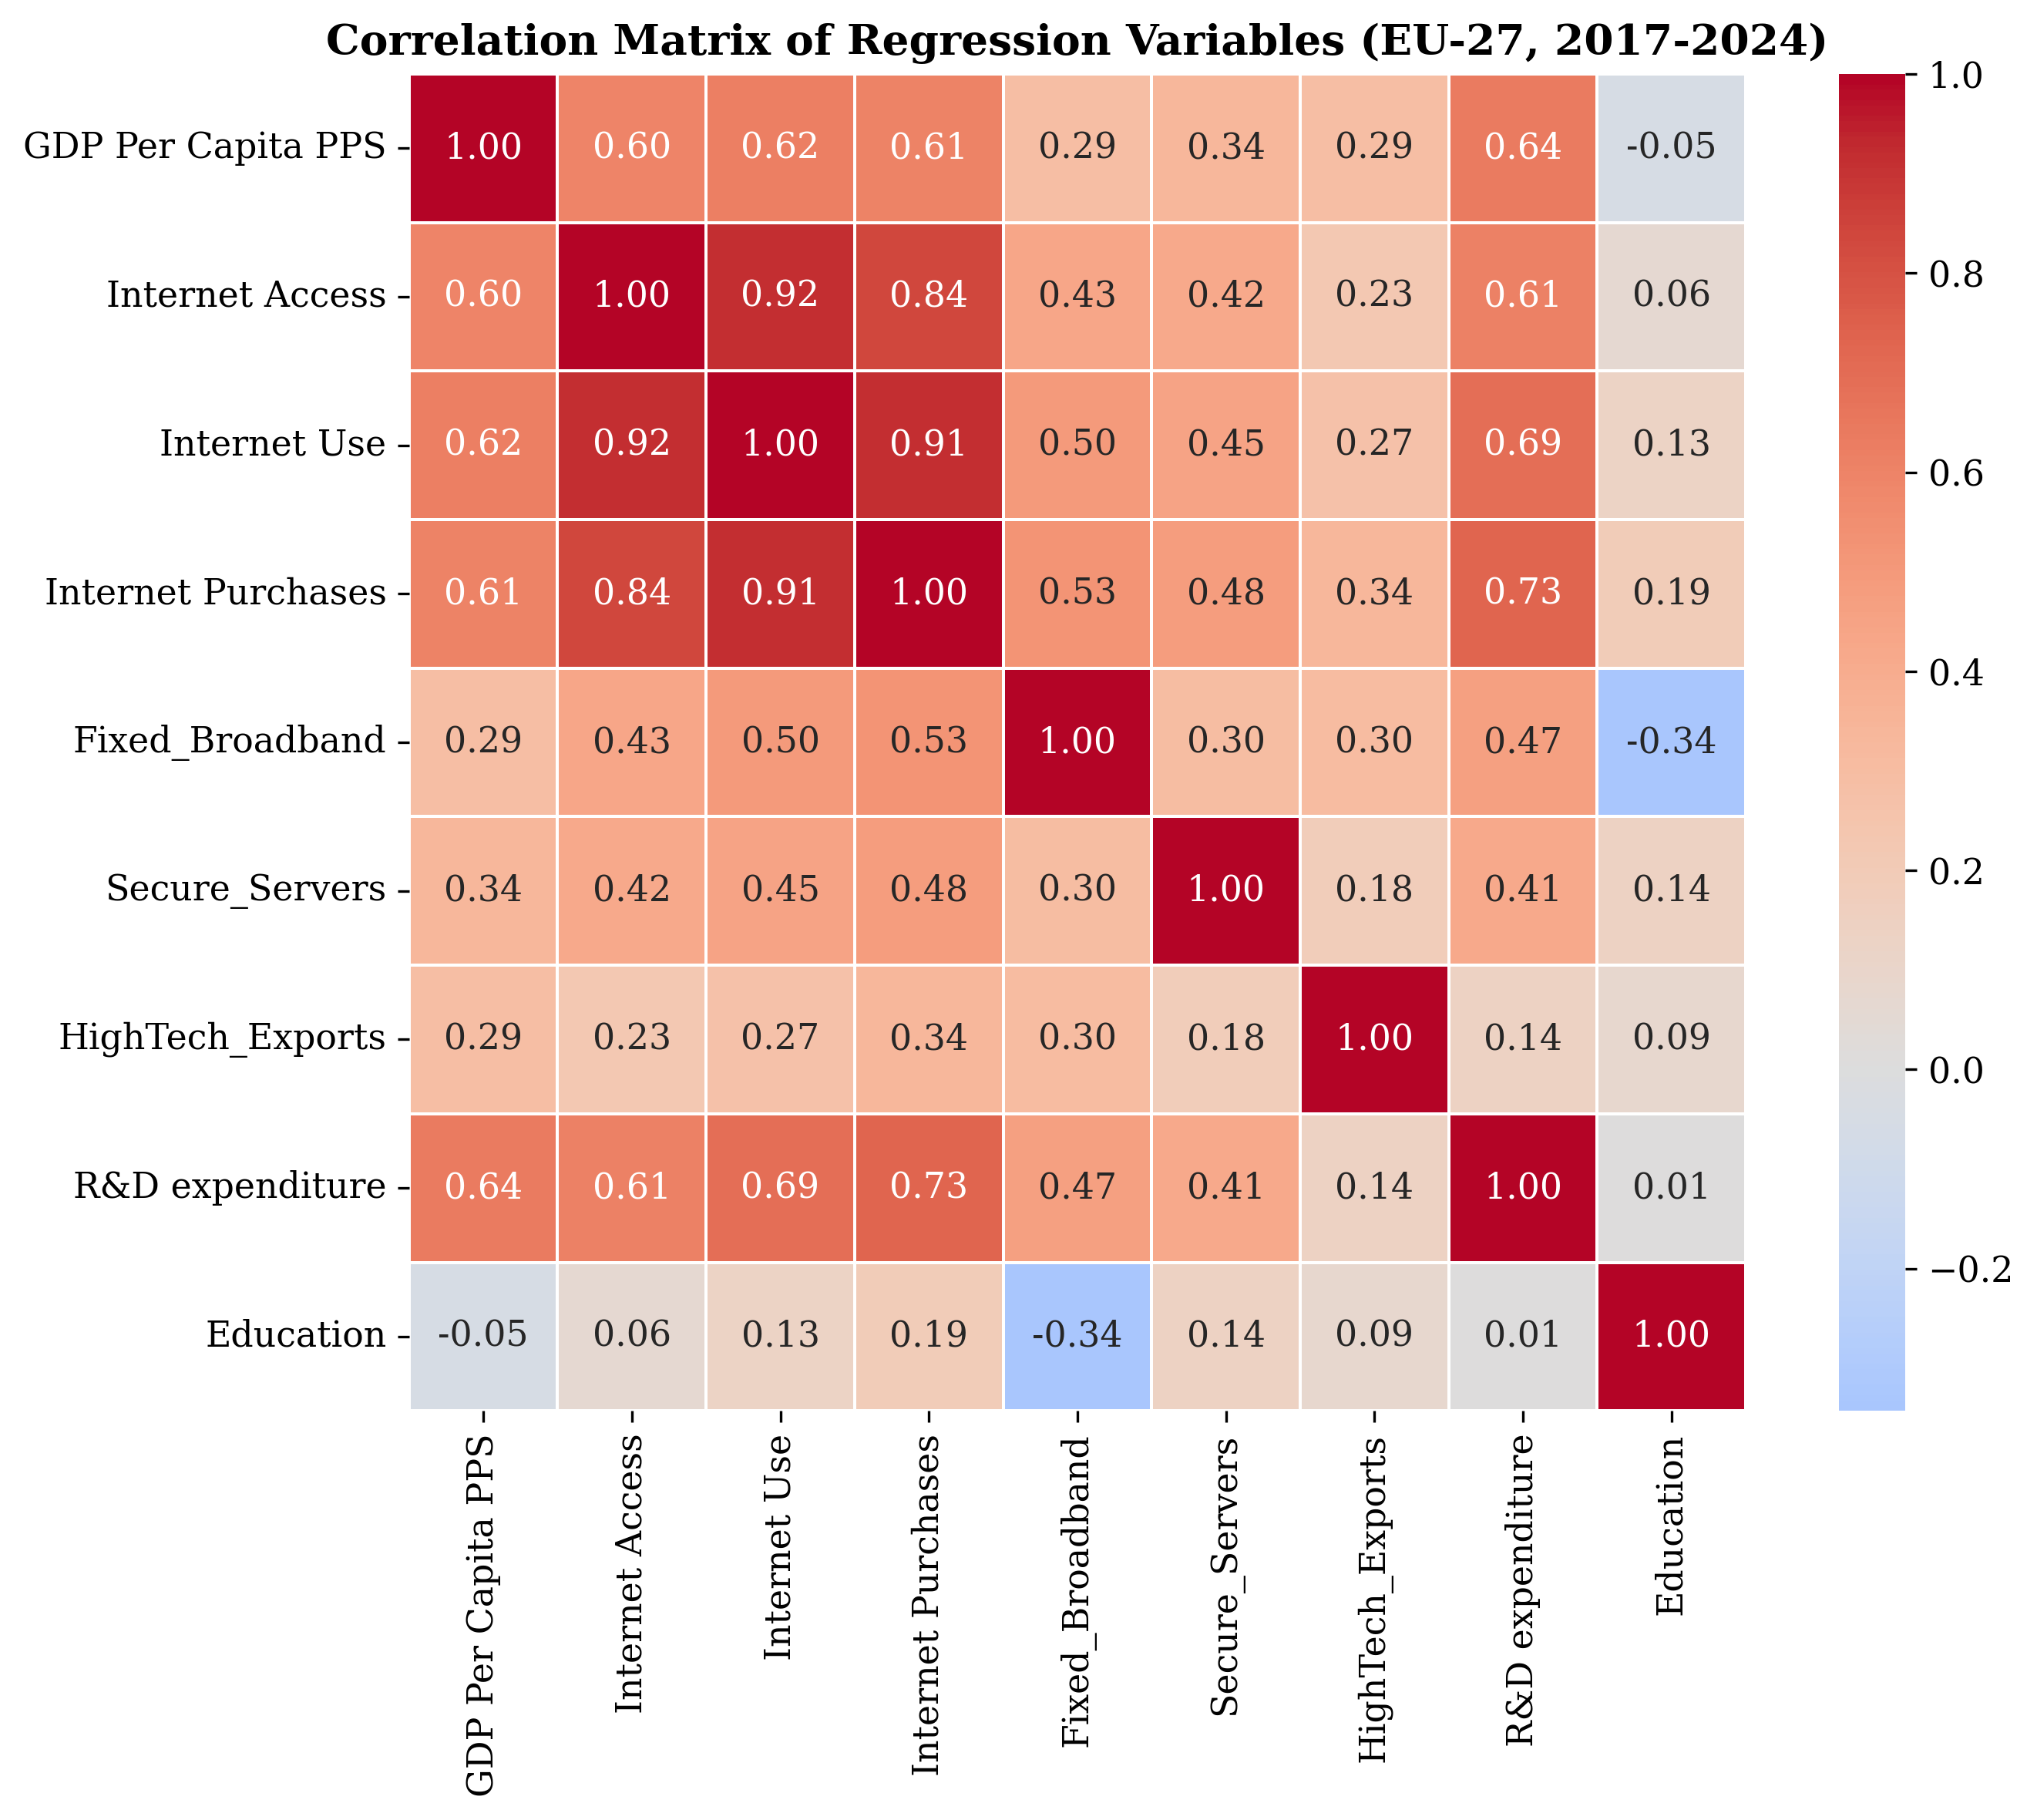 Correlation Matrix of Regression Variables (EU-27, 2017-2024)
GDP Per Capita PPS 1.00 0.60 0.62 0.61 0.29 0.34 0.29 0.64 -0.05
Internet Access 0.60 1.00 0.92 0.84 0.43 0.42 0.23 0.61 0.06
Internet Use 0.62 0.92 1.00 0.91 0.50 0.45 0.27 0.69 0.13
Internet Purchases 0.61 0.84 0.91 1.00 0.53 0.48 0.34 0.73 0.19
Fixed_Broadband 0.29 0.43 0.50 0.53 1.00 0.30 0.30 0.47 -0.34
Secure_Servers 0.34 0.42 0.45 0.48 0.30 1.00 0.18 0.41 0.14
HighTech_Exports 0.29 0.23 0.27 0.34 0.30 0.18 1.00 0.14 0.09
R&D expenditure 0.64 0.61 0.69 0.73 0.47 0.41 0.14 1.00 0.01
Education -0.05 0.06 0.13 0.19 -0.34 0.14 0.09 0.01 1.00
GDP Per Capita PPS
Internet Access
Internet Use
Internet Purchases
Fixed_Broadband
Secure_Servers
HighTech_Exports
R&D expenditure
Education
1.0
0.8
0.6
0.4
0.2
0.0
−0.2